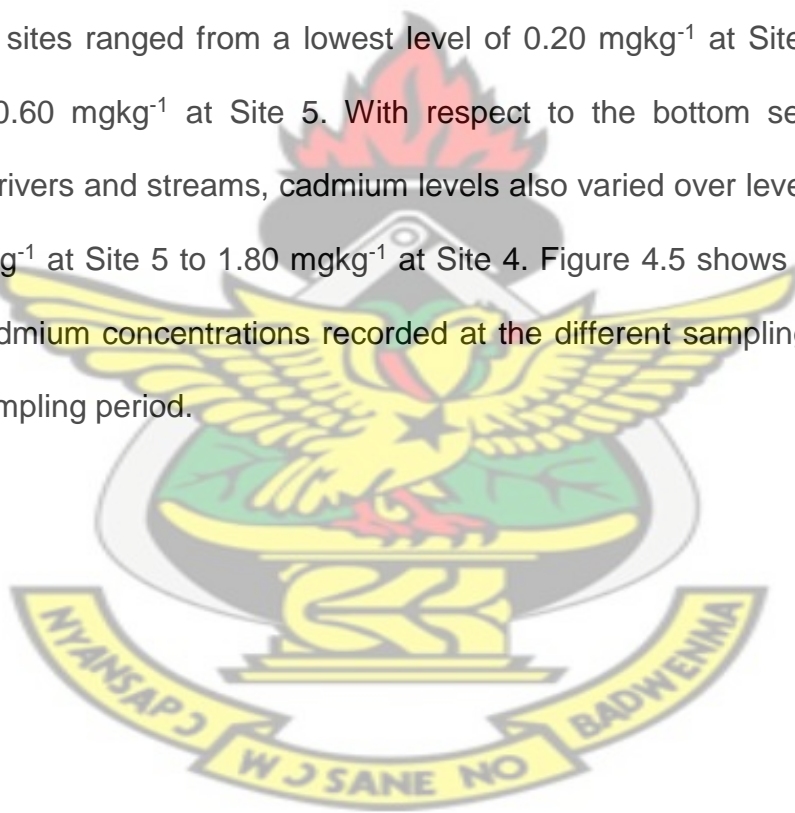 sites ranged from a lowest level of 0.20 mgkg⁻¹ at Site
0.60 mgkg⁻¹ at Site 5. With respect to the bottom se
rivers and streams, cadmium levels also varied over leve
g⁻¹ at Site 5 to 1.80 mgkg⁻¹ at Site 4. Figure 4.5 shows
dmium concentrations recorded at the different sampling
mpling period.
NYANSAPƆ
WƆ SANE NO
BADWENMA